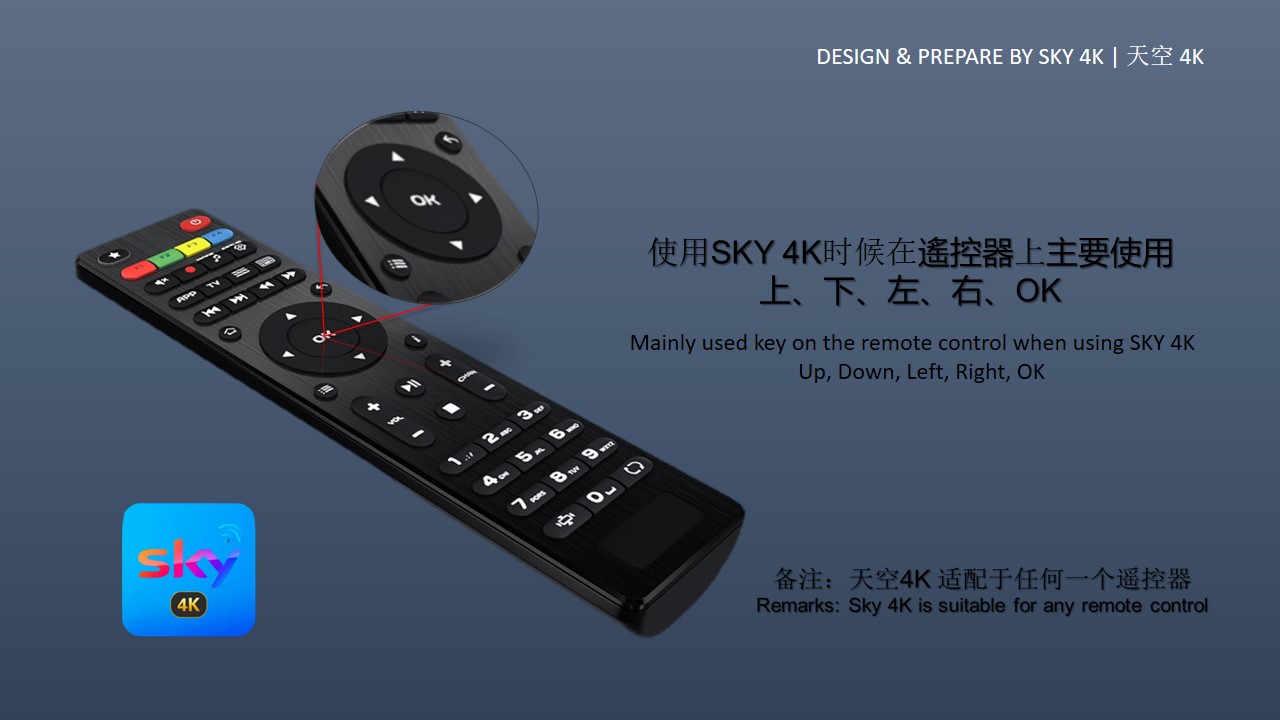 DESIGN & PREPARE BY SKY 4K | 天空 4K
OK
使用SKY 4K时候在遥控器上主要使用
上、下、左、右、OK
Mainly used key on the remote control when using SKY 4K
Up, Down, Left, Right, OK
F1 F2 F3
APP TV
OK
CHAN
VOL
1 ./
2 ABC
3 DEF
4 GHI
5 JKL
6 MNO
7 PQRS
8 TUV
9 WXYZ
0
sky
4K
备注：天空4K 适配于任何一个遥控器
Remarks: Sky 4K is suitable for any remote control